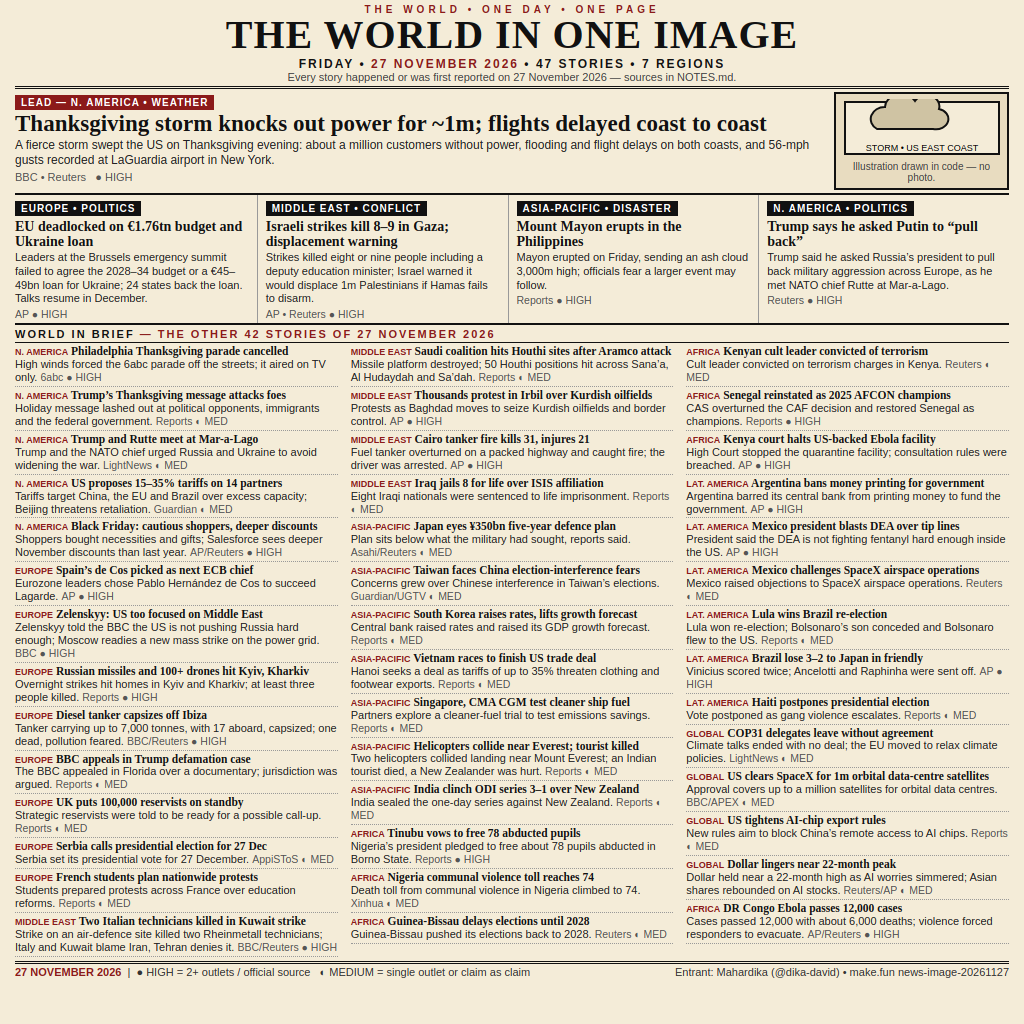 THE WORLD • ONE DAY • ONE PAGE
THE WORLD IN ONE IMAGE
FRIDAY • 27 NOVEMBER 2026 • 47 STORIES • 7 REGIONS
Every story happened or was first reported on 27 November 2026 — sources in NOTES.md.
LEAD — N. AMERICA • WEATHER
Thanksgiving storm knocks out power for ~1m; flights delayed coast to coast
A fierce storm swept the US on Thanksgiving evening: about a million customers without power, flooding and flight delays on both coasts, and 56-mph
gusts recorded at LaGuardia airport in New York.
BBC • Reuters ● HIGH
STORM • US EAST COAST
Illustration drawn in code — no
photo.
EUROPE • POLITICS
EU deadlocked on €1.76tn budget and
Ukraine loan
Leaders at the Brussels emergency summit
failed to agree the 2028–34 budget or a €45–
49bn loan for Ukraine; 24 states back the loan.
Talks resume in December.
AP ● HIGH
MIDDLE EAST • CONFLICT
Israeli strikes kill 8–9 in Gaza;
displacement warning
Strikes killed eight or nine people including a
deputy education minister; Israel warned it
would displace 1m Palestinians if Hamas fails
to disarm.
AP • Reuters ● HIGH
ASIA-PACIFIC • DISASTER
Mount Mayon erupts in the
Philippines
Mayon erupted on Friday, sending an ash cloud
3,000m high; officials fear a larger event may
follow.
Reports ● HIGH
N. AMERICA • POLITICS
Trump says he asked Putin to “pull
back”
Trump said he asked Russia’s president to pull
back military aggression across Europe, as he
met NATO chief Rutte at Mar-a-Lago.
Reuters ● HIGH
WORLD IN BRIEF — THE OTHER 42 STORIES OF 27 NOVEMBER 2026
N. AMERICA Philadelphia Thanksgiving parade cancelled
High winds forced the 6abc parade off the streets; it aired on TV
only. 6abc ● HIGH
N. AMERICA Trump’s Thanksgiving message attacks foes
Holiday message lashed out at political opponents, immigrants
and the federal government. Reports ◖ MED
N. AMERICA Trump and Rutte meet at Mar-a-Lago
Trump and the NATO chief urged Russia and Ukraine to avoid
widening the war. LightNews ◖ MED
N. AMERICA US proposes 15–35% tariffs on 14 partners
Tariffs target China, the EU and Brazil over excess capacity;
Beijing threatens retaliation. Guardian ◖ MED
N. AMERICA Black Friday: cautious shoppers, deeper discounts
Shoppers bought necessities and gifts; Salesforce sees deeper
November discounts than last year. AP/Reuters ● HIGH
EUROPE Spain’s de Cos picked as next ECB chief
Eurozone leaders chose Pablo Hernández de Cos to succeed
Lagarde. AP ● HIGH
EUROPE Zelenskyy: US too focused on Middle East
Zelenskyy told the BBC the US is not pushing Russia hard
enough; Moscow readies a new mass strike on the power grid.
BBC ● HIGH
EUROPE Russian missiles and 100+ drones hit Kyiv, Kharkiv
Overnight strikes hit homes in Kyiv and Kharkiv; at least three
people killed. Reports ● HIGH
EUROPE Diesel tanker capsizes off Ibiza
Tanker carrying up to 7,000 tonnes, with 17 aboard, capsized; one
dead, pollution feared. BBC/Reuters ● HIGH
EUROPE BBC appeals in Trump defamation case
The BBC appealed in Florida over a documentary; jurisdiction was
argued. Reports ◖ MED
EUROPE UK puts 100,000 reservists on standby
Strategic reservists were told to be ready for a possible call-up.
Reports ◖ MED
EUROPE Serbia calls presidential election for 27 Dec
Serbia set its presidential vote for 27 December. AppiSToS ◖ MED
EUROPE French students plan nationwide protests
Students prepared protests across France over education
reforms. Reports ◖ MED
MIDDLE EAST Two Italian technicians killed in Kuwait strike
Strike on an air-defence site killed two Rheinmetall technicians;
Italy and Kuwait blame Iran, Tehran denies it. BBC/Reuters ● HIGH
MIDDLE EAST Saudi coalition hits Houthi sites after Aramco attack
Missile platform destroyed; 50 Houthi positions hit across Sana’a,
Al Hudaydah and Sa’dah. Reports ◖ MED
MIDDLE EAST Thousands protest in Irbil over Kurdish oilfields
Protests as Baghdad moves to seize Kurdish oilfields and border
control. AP ● HIGH
MIDDLE EAST Cairo tanker fire kills 31, injures 21
Fuel tanker overturned on a packed highway and caught fire; the
driver was arrested. AP ● HIGH
MIDDLE EAST Iraq jails 8 for life over ISIS affiliation
Eight Iraqi nationals were sentenced to life imprisonment. Reports
◖ MED
ASIA-PACIFIC Japan eyes ¥350bn five-year defence plan
Plan sits below what the military had sought, reports said.
Asahi/Reuters ◖ MED
ASIA-PACIFIC Taiwan faces China election-interference fears
Concerns grew over Chinese interference in Taiwan’s elections.
Guardian/UGTV ◖ MED
ASIA-PACIFIC South Korea raises rates, lifts growth forecast
Central bank raised rates and raised its GDP growth forecast.
Reports ◖ MED
ASIA-PACIFIC Vietnam races to finish US trade deal
Hanoi seeks a deal as tariffs of up to 35% threaten clothing and
footwear exports. Reports ◖ MED
ASIA-PACIFIC Singapore, CMA CGM test cleaner ship fuel
Partners explore a cleaner-fuel trial to test emissions savings.
Reports ◖ MED
ASIA-PACIFIC Helicopters collide near Everest; tourist killed
Two helicopters collided landing near Mount Everest; an Indian
tourist died, a New Zealander was hurt. Reports ◖ MED
ASIA-PACIFIC India clinch ODI series 3–1 over New Zealand
India sealed the one-day series against New Zealand. Reports ◖
MED
AFRICA Tinubu vows to free 78 abducted pupils
Nigeria’s president pledged to free about 78 pupils abducted in
Borno State. Reports ● HIGH
AFRICA Nigeria communal violence toll reaches 74
Death toll from communal violence in Nigeria climbed to 74.
Xinhua ◖ MED
AFRICA Guinea-Bissau delays elections until 2028
Guinea-Bissau pushed its elections back to 2028. Reuters ◖ MED
AFRICA Kenyan cult leader convicted of terrorism
Cult leader convicted on terrorism charges in Kenya. Reuters ◖
MED
AFRICA Senegal reinstated as 2025 AFCON champions
CAS overturned the CAF decision and restored Senegal as
champions. Reports ● HIGH
AFRICA Kenya court halts US-backed Ebola facility
High Court stopped the quarantine facility; consultation rules were
breached. AP ● HIGH
LAT. AMERICA Argentina bans money printing for government
Argentina barred its central bank from printing money to fund the
government. AP ● HIGH
LAT. AMERICA Mexico president blasts DEA over tip lines
President said the DEA is not fighting fentanyl hard enough inside
the US. AP ● HIGH
LAT. AMERICA Mexico challenges SpaceX airspace operations
Mexico raised objections to SpaceX airspace operations. Reuters
◖ MED
LAT. AMERICA Lula wins Brazil re-election
Lula won re-election; Bolsonaro’s son conceded and Bolsonaro
flew to the US. Reports ◖ MED
LAT. AMERICA Brazil lose 3–2 to Japan in friendly
Vinicius scored twice; Ancelotti and Raphinha were sent off. AP ●
HIGH
LAT. AMERICA Haiti postpones presidential election
Vote postponed as gang violence escalates. Reports ◖ MED
GLOBAL COP31 delegates leave without agreement
Climate talks ended with no deal; the EU moved to relax climate
policies. LightNews ◖ MED
GLOBAL US clears SpaceX for 1m orbital data-centre satellites
Approval covers up to a million satellites for orbital data centres.
BBC/APEX ◖ MED
GLOBAL US tightens AI-chip export rules
New rules aim to block China’s remote access to AI chips. Reports
◖ MED
GLOBAL Dollar lingers near 22-month peak
Dollar held near a 22-month high as AI worries simmered; Asian
shares rebounded on AI stocks. Reuters/AP ◖ MED
AFRICA DR Congo Ebola passes 12,000 cases
Cases passed 12,000 with about 6,000 deaths; violence forced
responders to evacuate. AP/Reuters ● HIGH
27 NOVEMBER 2026 | ● HIGH = 2+ outlets / official source ◖ MEDIUM = single outlet or claim as claim
Entrant: Mahardika (@dika-david) • make.fun news-image-20261127